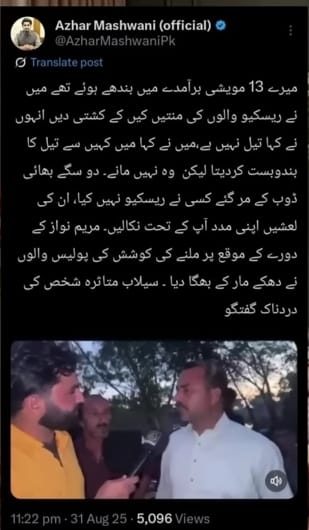 Azhar Mashwani (official)
@AzharMashwaniPk
Translate post
میرے 13 مویشی برآمدے میں بندھے ہوئے تھے میں
نے ریسکیو والوں کی منتیں کیں کے کشتی دیں انہوں
نے کہا تیل نہیں ہے،میں نے کہا میں کہیں سے تیل کا
بندوبست کردیتا لیکن وہ نہیں مانے۔ دو سگے بھائی
ڈوب کے مر گئے کسی نے ریسکیو نہیں کیا، ان کی
لعشیں اپنی مدد آپ کے تحت نکالیں۔ مریم نواز کے
دورے کے موقع پر ملنے کی کوشش کی پولیس والوں
نے دھکے مار کے بھگا دیا ۔ سیلاب متاثرہ شخص کی
دردناک گفتگو
11:22 pm · 31 Aug 25 · 5,096 Views